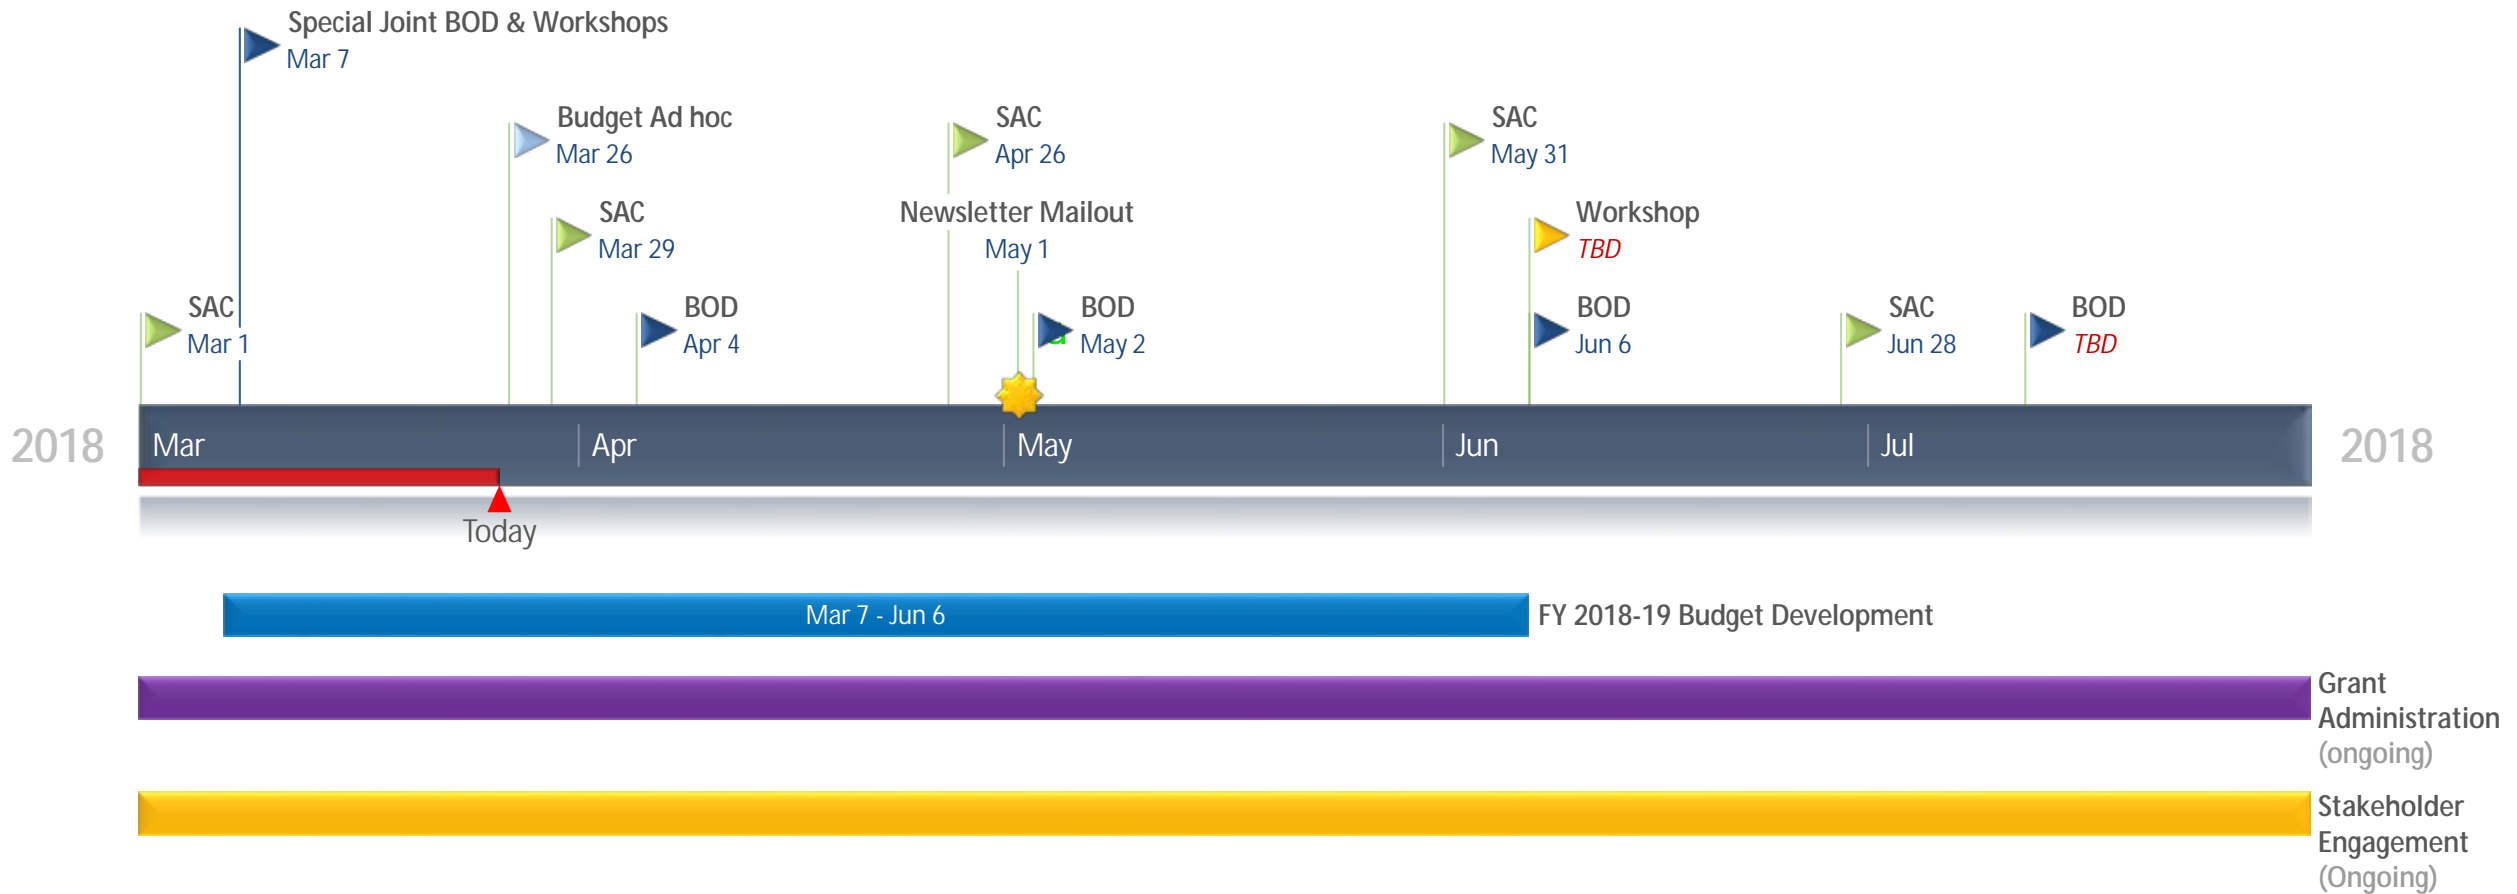 Special Joint BOD & Workshops
Mar 7
Budget Ad hoc
Mar 26
SAC
Apr 26
SAC
May 31
SAC
Mar 29
Newsletter Mailout
May 1
Workshop
TBD
SAC
Mar 1
BOD
Apr 4
BOD
May 2
BOD
Jun 6
SAC
Jun 28
BOD
TBD
2018
Mar
Apr
May
Jun
Jul
2018
Today
Mar 7 - Jun 6
FY 2018-19 Budget Development
Grant
Administration
(ongoing)
Stakeholder
Engagement
(Ongoing)